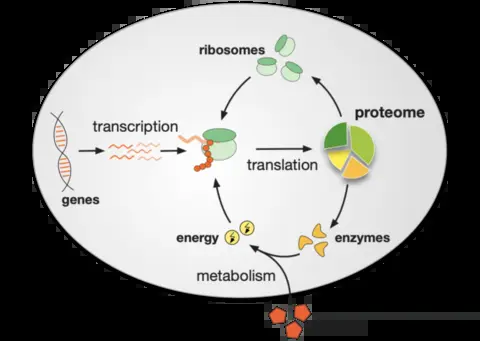 ribosomes
proteome
transcription
translation
genes
energy
enzymes
metabolism